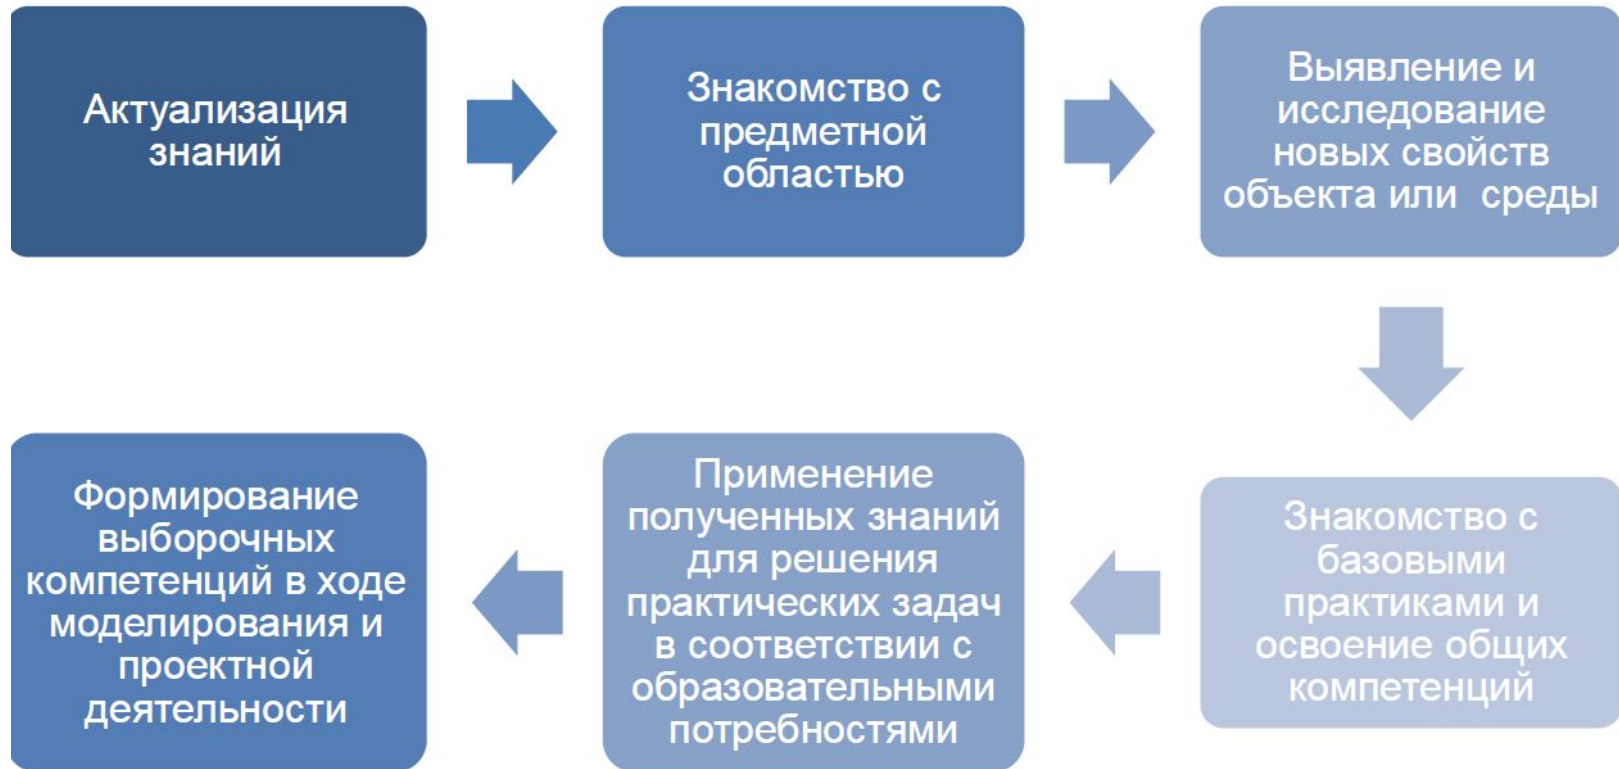 Актуализация
знаний
Знакомство с
предметной
областью
Выявление и
исследование
новых свойств
объекта или  среды
Знакомство с
базовыми
практиками и
освоение общих
компетенций
Применение
полученных знаний
для решения
практических задач
в соответствии с
образовательными
потребностями
Формирование
выборочных
компетенций в ходе
моделирования и
проектной
деятельности